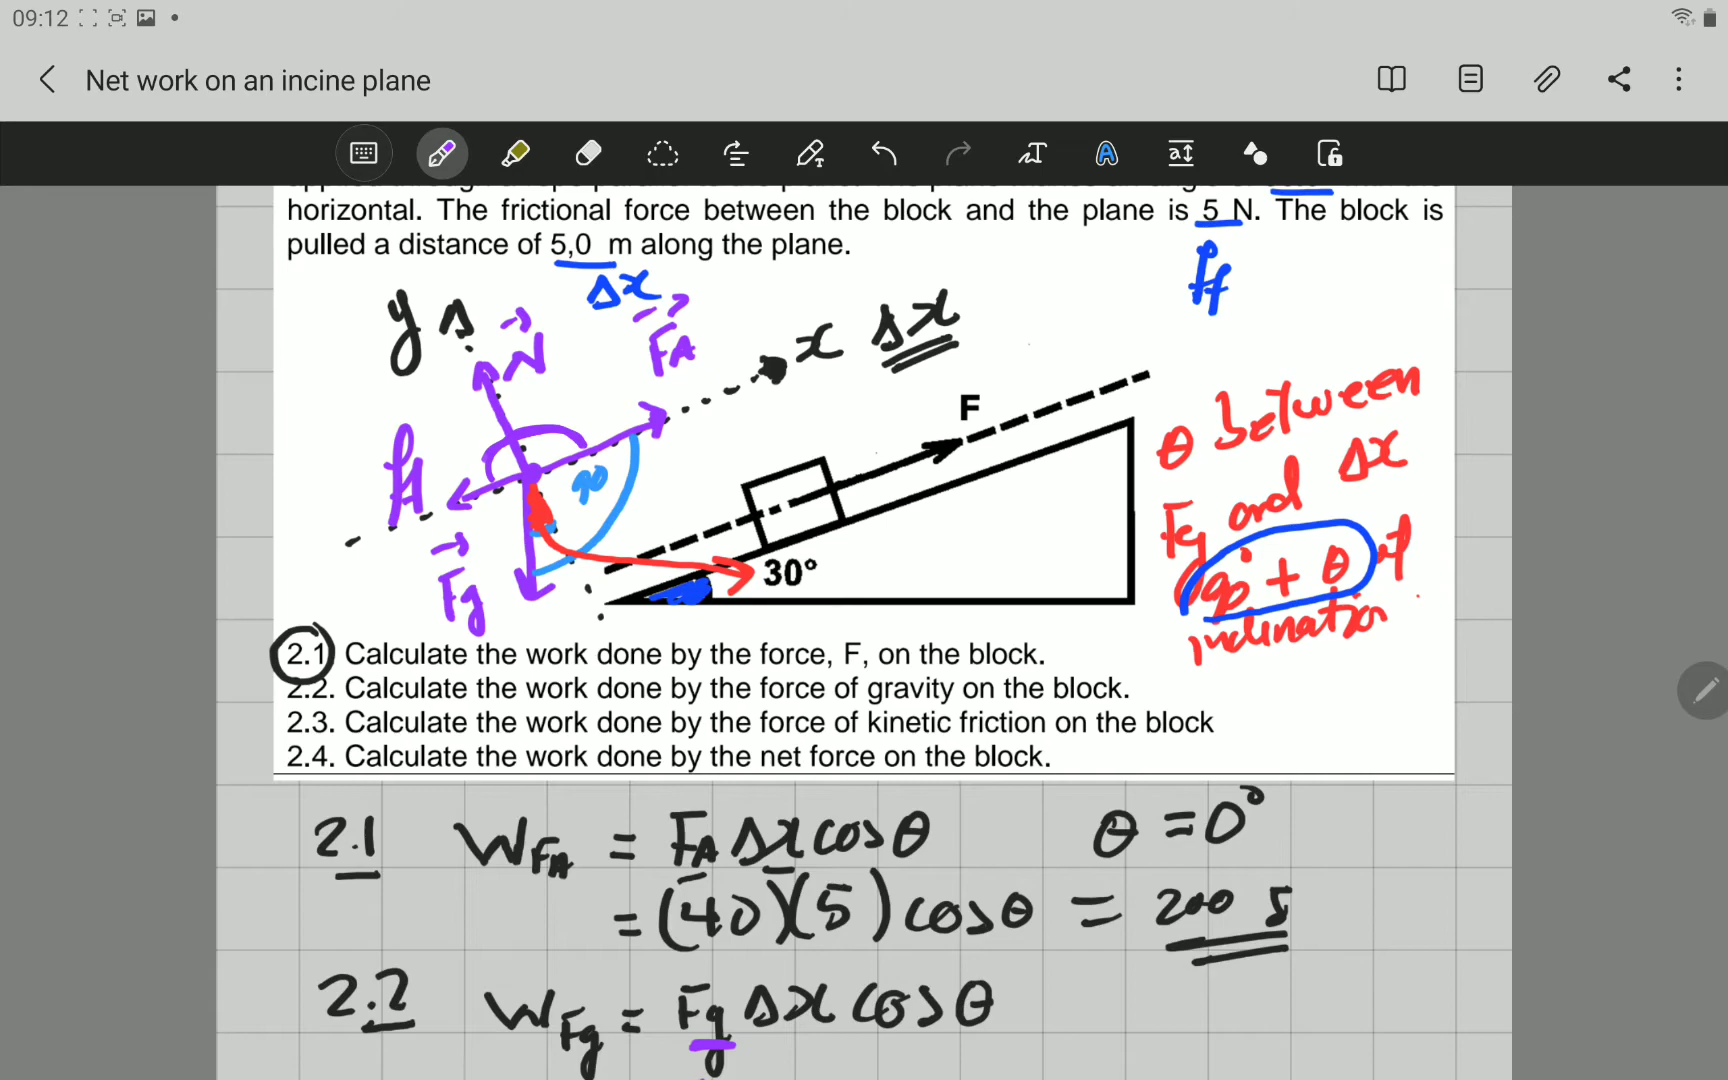 09:12
Net work on an incine plane
horizontal. The frictional force between the block and the plane is 5 N. The block is
pulled a distance of 5,0 m along the plane.
Δx
ff
y
N
FA
x Δx
F
θ between
Fg and Δx
90° + θ of
inclination
ff
90
Fg
30°
2.1 Calculate the work done by the force, F, on the block.
2.2. Calculate the work done by the force of gravity on the block.
2.3. Calculate the work done by the force of kinetic friction on the block
2.4. Calculate the work done by the net force on the block.
2.1 WFA = FA Δx cosθ θ = 0°
= (40)(5) cosθ = 200 J
2.2 WFg = Fg Δx cosθ